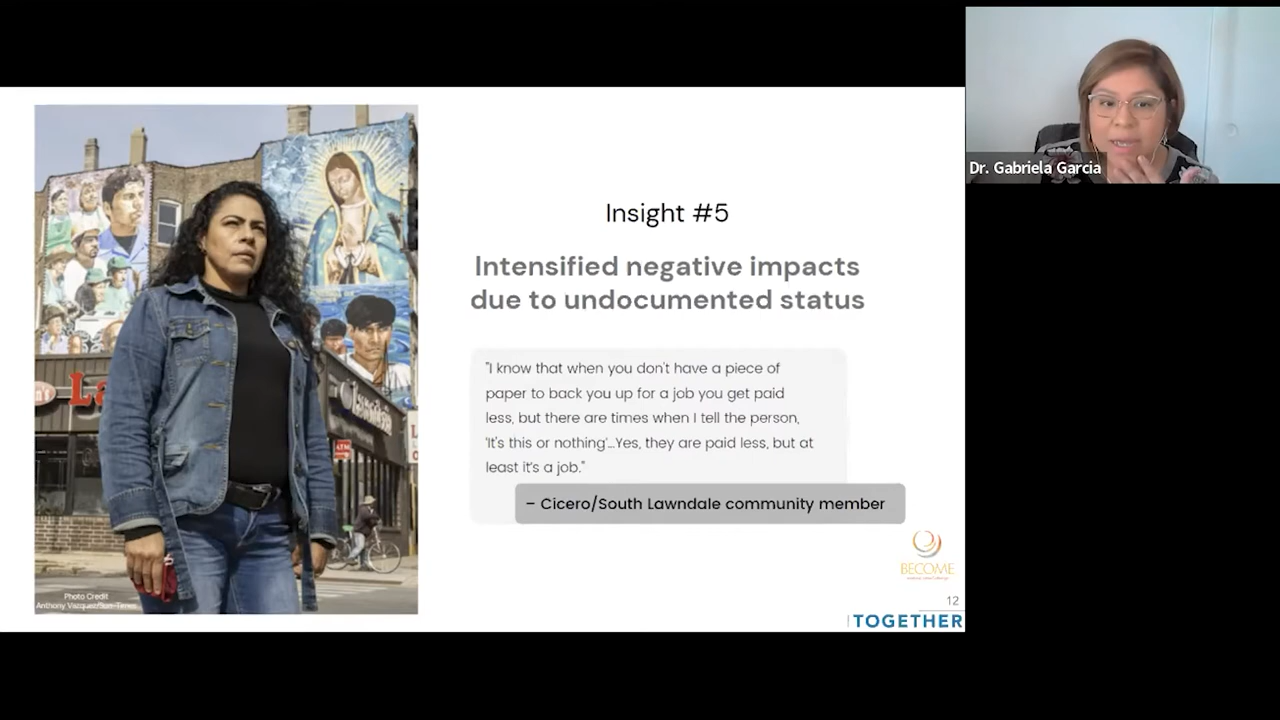 Dr. Gabriela Garcia
Insight #5
Intensified negative impacts
due to undocumented status
"I know that when you don't have a piece of
paper to back you up for a job you get paid
less, but there are times when I tell the person,
'It's this or nothing'...Yes, they are paid less, but at
least it's a job."
– Cicero/South Lawndale community member
La
ATM
Photo Credit
Anthony Vazquez/Sun-Times
BECOME
12
TOGETHER